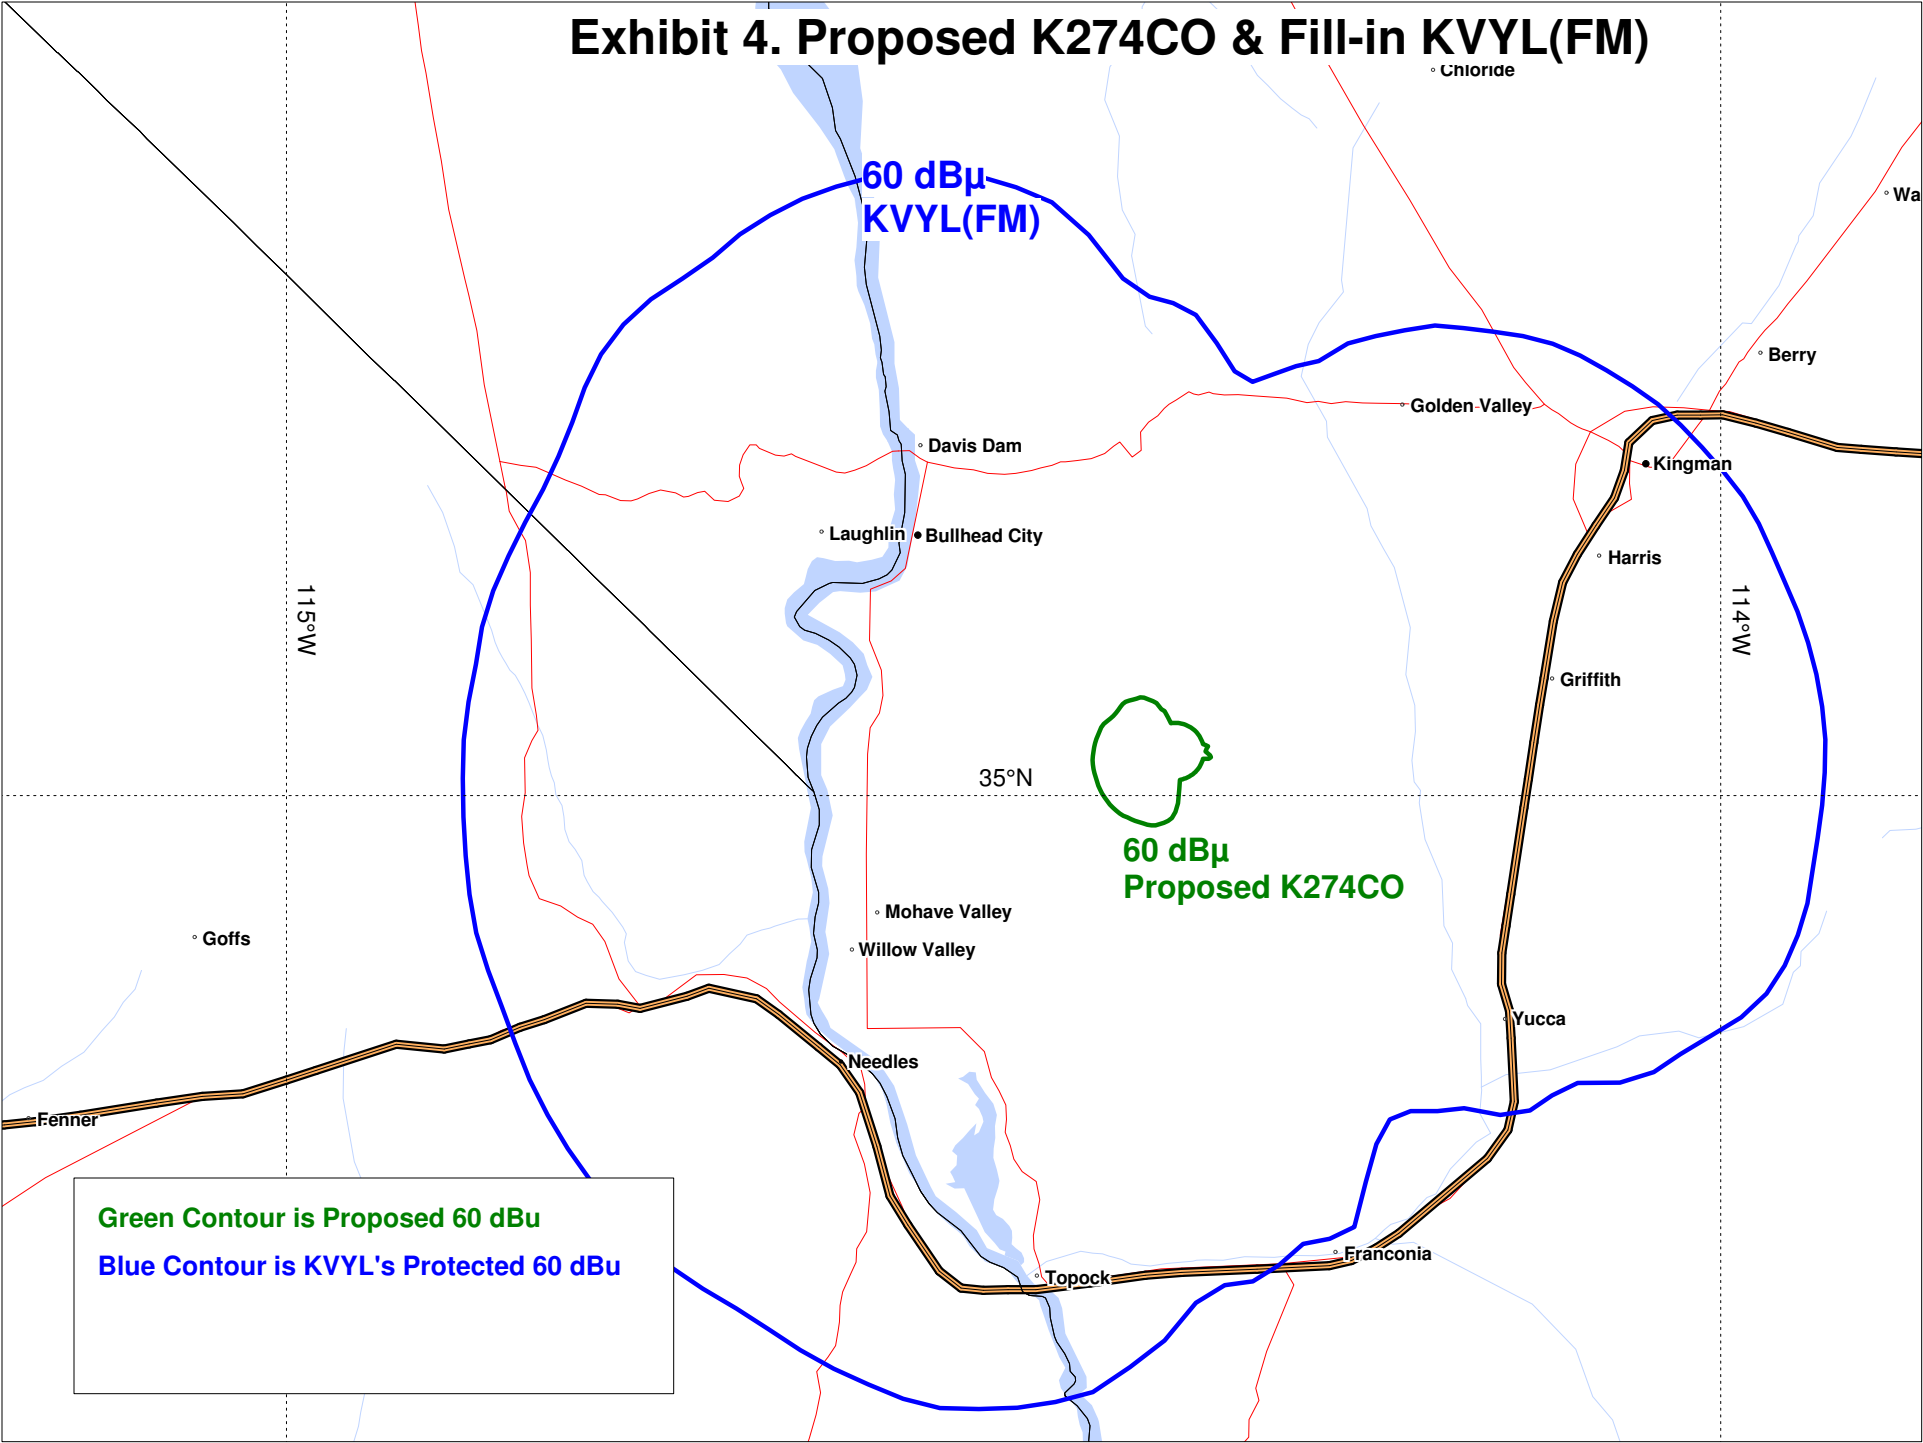 Exhibit 4. Proposed K274CO & Fill-in KVYL(FM)
Chloride
60 dBµ
KVYL(FM)
Wa
Berry
Golden Valley
Davis Dam
Kingman
Laughlin
Bullhead City
Harris
115°W
114°W
Griffith
35°N
60 dBµ
Proposed K274CO
Mohave Valley
Goffs
Willow Valley
Yucca
Needles
Fenner
Green Contour is Proposed 60 dBu
Franconia
Blue Contour is KVYL's Protected 60 dBu
Topock